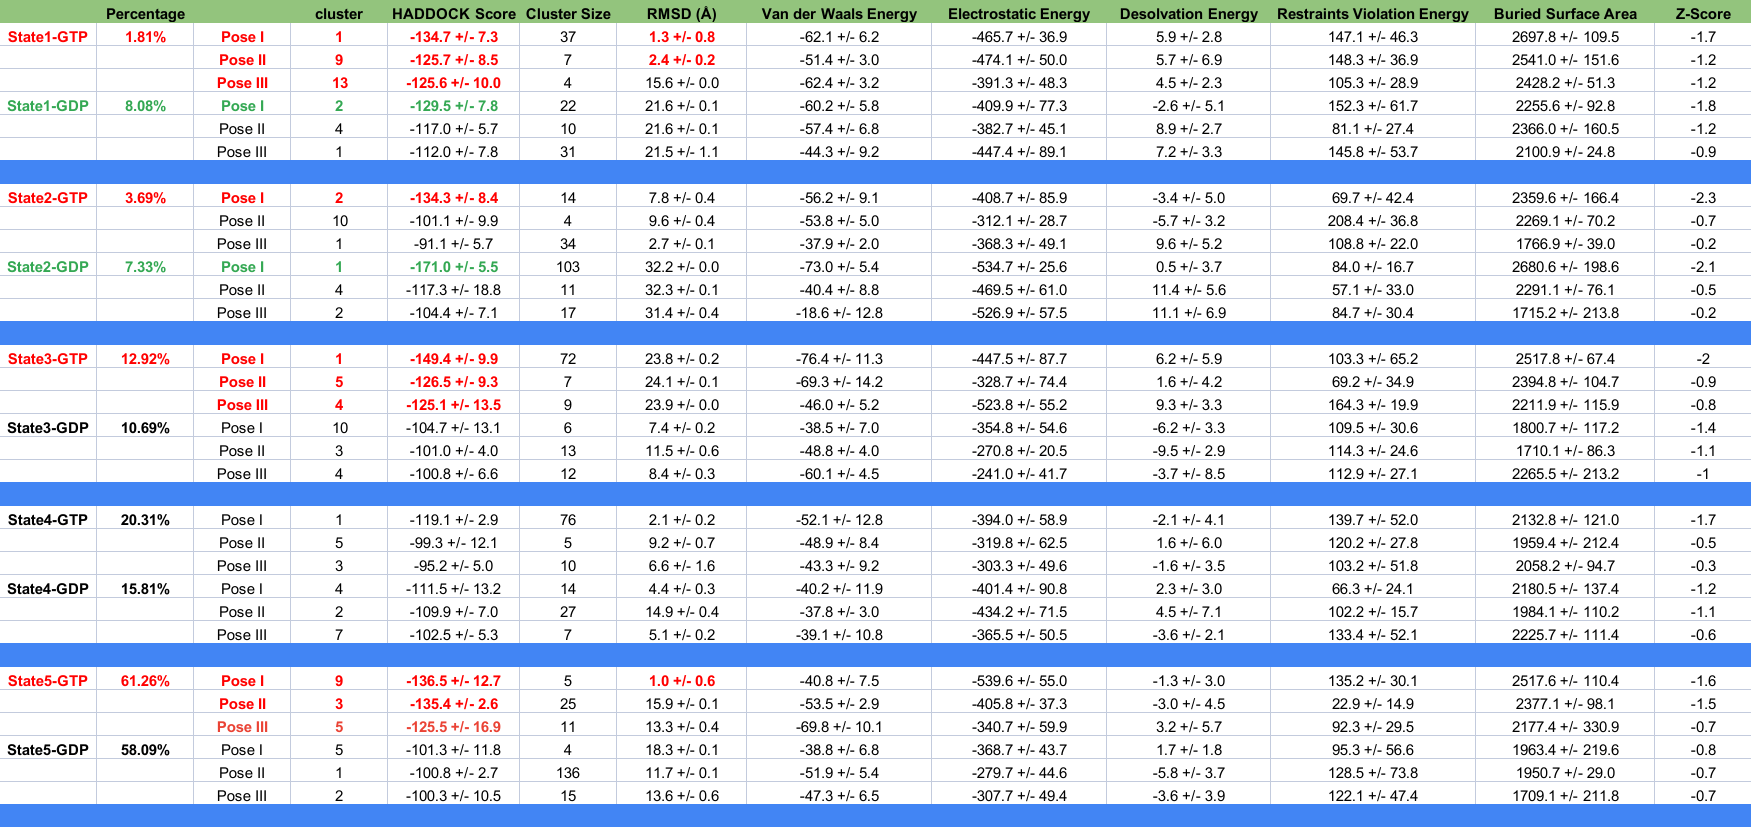 Percentage cluster HADDOCK Score Cluster Size RMSD (Å) Van der Waals Energy Electrostatic Energy Desolvation Energy Restraints Violation Energy Buried Surface Area Z-Score
State1-GTP 1.81% Pose I 1 -134.7 +/- 7.3 37 1.3 +/- 0.8 -62.1 +/- 6.2 -465.7 +/- 36.9 5.9 +/- 2.8 147.1 +/- 46.3 2697.8 +/- 109.5 -1.7
Pose II 9 -125.7 +/- 8.5 7 2.4 +/- 0.2 -51.4 +/- 3.0 -474.1 +/- 50.0 5.7 +/- 6.9 148.3 +/- 36.9 2541.0 +/- 151.6 -1.2
Pose III 13 -125.6 +/- 10.0 4 15.6 +/- 0.0 -62.4 +/- 3.2 -391.3 +/- 48.3 4.5 +/- 2.3 105.3 +/- 28.9 2428.2 +/- 51.3 -1.2
State1-GDP 8.08% Pose I 2 -129.5 +/- 7.8 22 21.6 +/- 0.1 -60.2 +/- 5.8 -409.9 +/- 77.3 -2.6 +/- 5.1 152.3 +/- 61.7 2255.6 +/- 92.8 -1.8
Pose II 4 -117.0 +/- 5.7 10 21.6 +/- 0.1 -57.4 +/- 6.8 -382.7 +/- 45.1 8.9 +/- 2.7 81.1 +/- 27.4 2366.0 +/- 160.5 -1.2
Pose III 1 -112.0 +/- 7.8 31 21.5 +/- 1.1 -44.3 +/- 9.2 -447.4 +/- 89.1 7.2 +/- 3.3 145.8 +/- 53.7 2100.9 +/- 24.8 -0.9
State2-GTP 3.69% Pose I 2 -134.3 +/- 8.4 14 7.8 +/- 0.4 -56.2 +/- 9.1 -408.7 +/- 85.9 -3.4 +/- 5.0 69.7 +/- 42.4 2359.6 +/- 166.4 -2.3
Pose II 10 -101.1 +/- 9.9 4 9.6 +/- 0.4 -53.8 +/- 5.0 -312.1 +/- 28.7 -5.7 +/- 3.2 208.4 +/- 36.8 2269.1 +/- 70.2 -0.7
Pose III 1 -91.1 +/- 5.7 34 2.7 +/- 0.1 -37.9 +/- 2.0 -368.3 +/- 49.1 9.6 +/- 5.2 108.8 +/- 22.0 1766.9 +/- 39.0 -0.2
State2-GDP 7.33% Pose I 1 -171.0 +/- 5.5 103 32.2 +/- 0.0 -73.0 +/- 5.4 -534.7 +/- 25.6 0.5 +/- 3.7 84.0 +/- 16.7 2680.6 +/- 198.6 -2.1
Pose II 4 -117.3 +/- 18.8 11 32.3 +/- 0.1 -40.4 +/- 8.8 -469.5 +/- 61.0 11.4 +/- 5.6 57.1 +/- 33.0 2291.1 +/- 76.1 -0.5
Pose III 2 -104.4 +/- 7.1 17 31.4 +/- 0.4 -18.6 +/- 12.8 -526.9 +/- 57.5 11.1 +/- 6.9 84.7 +/- 30.4 1715.2 +/- 213.8 -0.2
State3-GTP 12.92% Pose I 1 -149.4 +/- 9.9 72 23.8 +/- 0.2 -76.4 +/- 11.3 -447.5 +/- 87.7 6.2 +/- 5.9 103.3 +/- 65.2 2517.8 +/- 67.4 -2
Pose II 5 -126.5 +/- 9.3 7 24.1 +/- 0.1 -69.3 +/- 14.2 -328.7 +/- 74.4 1.6 +/- 4.2 69.2 +/- 34.9 2394.8 +/- 104.7 -0.9
Pose III 4 -125.1 +/- 13.5 9 23.9 +/- 0.0 -46.0 +/- 5.2 -523.8 +/- 55.2 9.3 +/- 3.3 164.3 +/- 19.9 2211.9 +/- 115.9 -0.8
State3-GDP 10.69% Pose I 10 -104.7 +/- 13.1 6 7.4 +/- 0.2 -38.5 +/- 7.0 -354.8 +/- 54.6 -6.2 +/- 3.3 109.5 +/- 30.6 1800.7 +/- 117.2 -1.4
Pose II 3 -101.0 +/- 4.0 13 11.5 +/- 0.6 -48.8 +/- 4.0 -270.8 +/- 20.5 -9.5 +/- 2.9 114.3 +/- 24.6 1710.1 +/- 86.3 -1.1
Pose III 4 -100.8 +/- 6.6 12 8.4 +/- 0.3 -60.1 +/- 4.5 -241.0 +/- 41.7 -3.7 +/- 8.5 112.9 +/- 27.1 2265.5 +/- 213.2 -1
State4-GTP 20.31% Pose I 1 -119.1 +/- 2.9 76 2.1 +/- 0.2 -52.1 +/- 12.8 -394.0 +/- 58.9 -2.1 +/- 4.1 139.7 +/- 52.0 2132.8 +/- 121.0 -1.7
Pose II 5 -99.3 +/- 12.1 5 9.2 +/- 0.7 -48.9 +/- 8.4 -319.8 +/- 62.5 1.6 +/- 6.0 120.2 +/- 27.8 1959.4 +/- 212.4 -0.5
Pose III 3 -95.2 +/- 5.0 10 6.6 +/- 1.6 -43.3 +/- 9.2 -303.3 +/- 49.6 -1.6 +/- 3.5 103.2 +/- 51.8 2058.2 +/- 94.7 -0.3
State4-GDP 15.81% Pose I 4 -111.5 +/- 13.2 14 4.4 +/- 0.3 -40.2 +/- 11.9 -401.4 +/- 90.8 2.3 +/- 3.0 66.3 +/- 24.1 2180.5 +/- 137.4 -1.2
Pose II 2 -109.9 +/- 7.0 27 14.9 +/- 0.4 -37.8 +/- 3.0 -434.2 +/- 71.5 4.5 +/- 7.1 102.2 +/- 15.7 1984.1 +/- 110.2 -1.1
Pose III 7 -102.5 +/- 5.3 7 5.1 +/- 0.2 -39.1 +/- 10.8 -365.5 +/- 50.5 -3.6 +/- 2.1 133.4 +/- 52.1 2225.7 +/- 111.4 -0.6
State5-GTP 61.26% Pose I 9 -136.5 +/- 12.7 5 1.0 +/- 0.6 -40.8 +/- 7.5 -539.6 +/- 55.0 -1.3 +/- 3.0 135.2 +/- 30.1 2517.6 +/- 110.4 -1.6
Pose II 3 -135.4 +/- 2.6 25 15.9 +/- 0.1 -53.5 +/- 2.9 -405.8 +/- 37.3 -3.0 +/- 4.5 22.9 +/- 14.9 2377.1 +/- 98.1 -1.5
Pose III 5 -125.5 +/- 16.9 11 13.3 +/- 0.4 -69.8 +/- 10.1 -340.7 +/- 59.9 3.2 +/- 5.7 92.3 +/- 29.5 2177.4 +/- 330.9 -0.7
State5-GDP 58.09% Pose I 5 -101.3 +/- 11.8 4 18.3 +/- 0.1 -38.8 +/- 6.8 -368.7 +/- 43.7 1.7 +/- 1.8 95.3 +/- 56.6 1963.4 +/- 219.6 -0.8
Pose II 1 -100.8 +/- 2.7 136 11.7 +/- 0.1 -51.9 +/- 5.4 -279.7 +/- 44.6 -5.8 +/- 3.7 128.5 +/- 73.8 1950.7 +/- 29.0 -0.7
Pose III 2 -100.3 +/- 10.5 15 13.6 +/- 0.6 -47.3 +/- 6.5 -307.7 +/- 49.4 -3.6 +/- 3.9 122.1 +/- 47.4 1709.1 +/- 211.8 -0.7